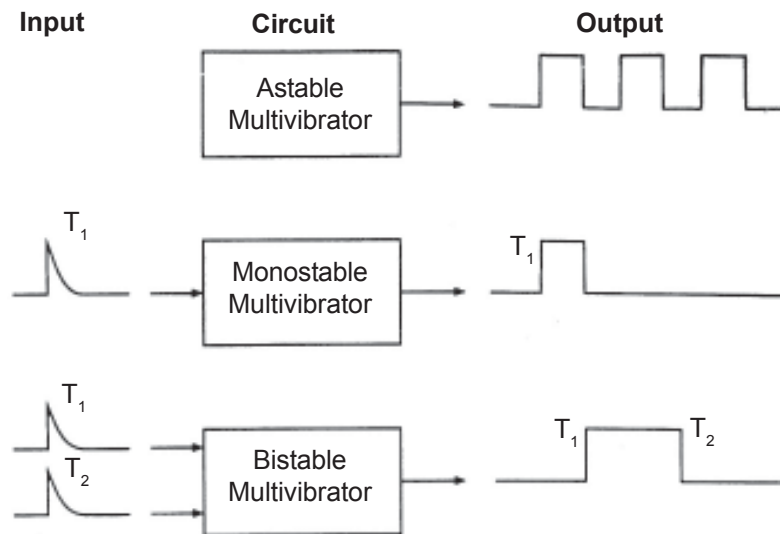 Input Circuit Output
Astable
Multivibrator
T₁
T₁
Monostable
Multivibrator
T₁
T₁ T₂
T₂
Bistable
Multivibrator